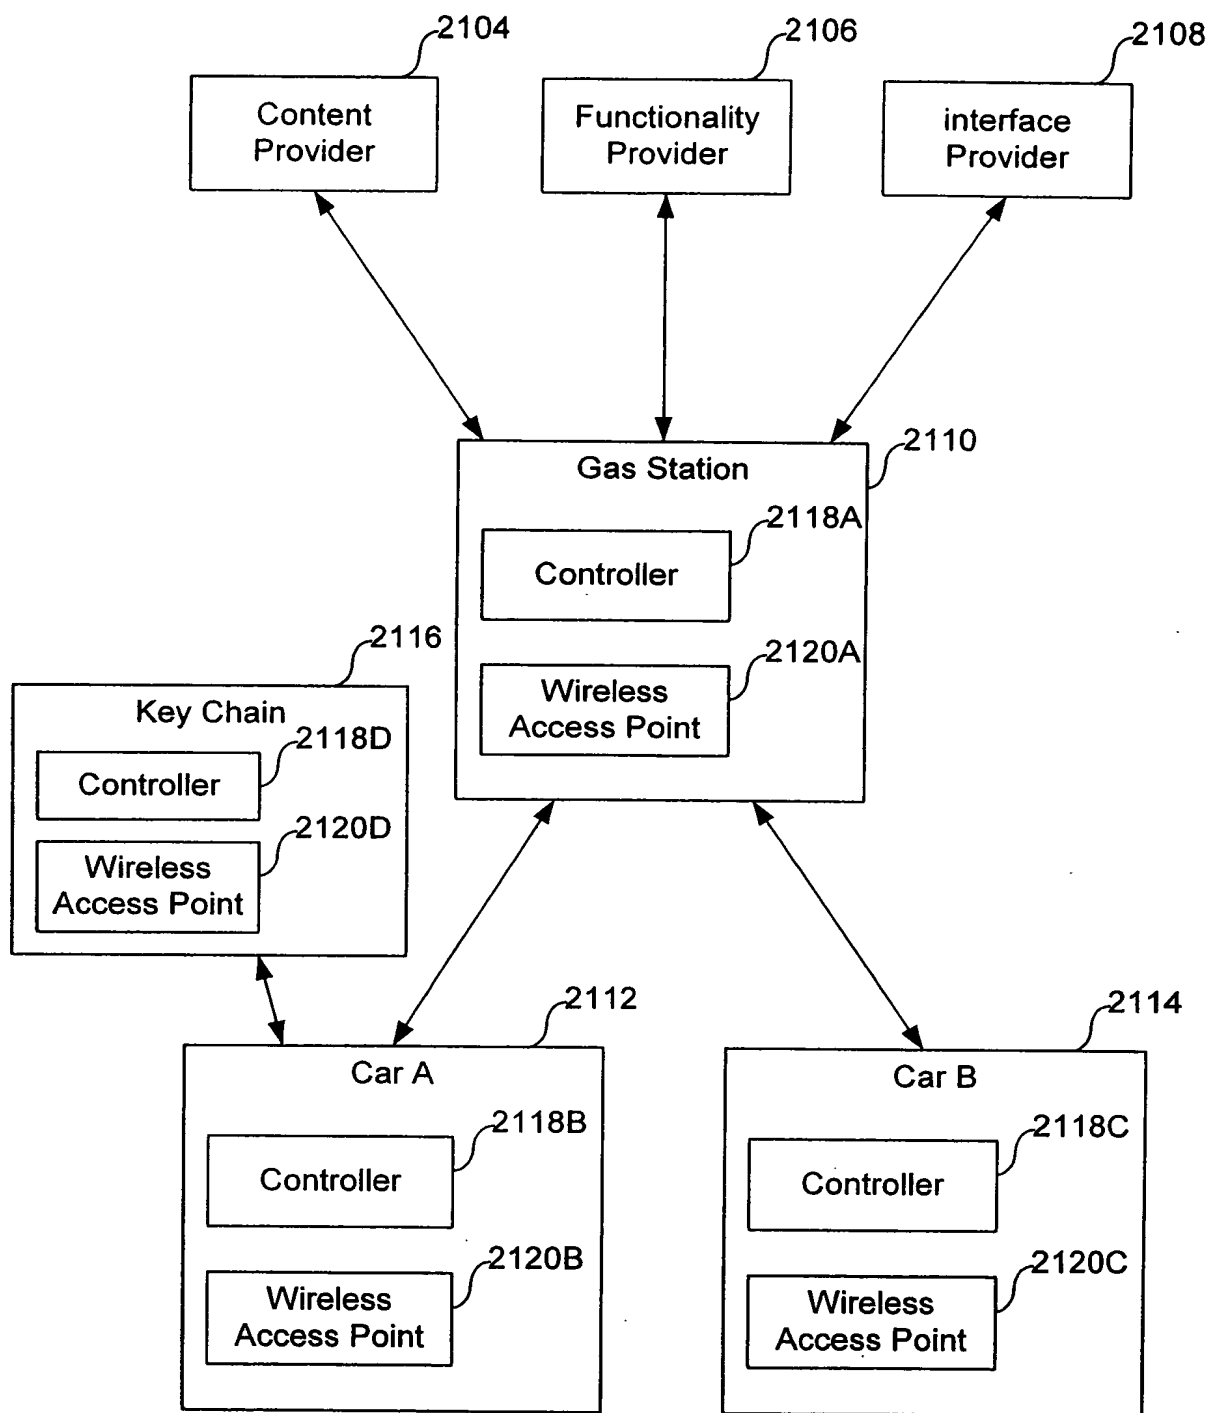 2104
2106
2108
Content
Provider
Functionality
Provider
interface
Provider
2110
Gas Station
2118A
Controller
2120A
Wireless
Access Point
2116
Key Chain
2118D
Controller
2120D
Wireless
Access Point
2112
Car A
2118B
Controller
2120B
Wireless
Access Point
2114
Car B
2118C
Controller
2120C
Wireless
Access Point